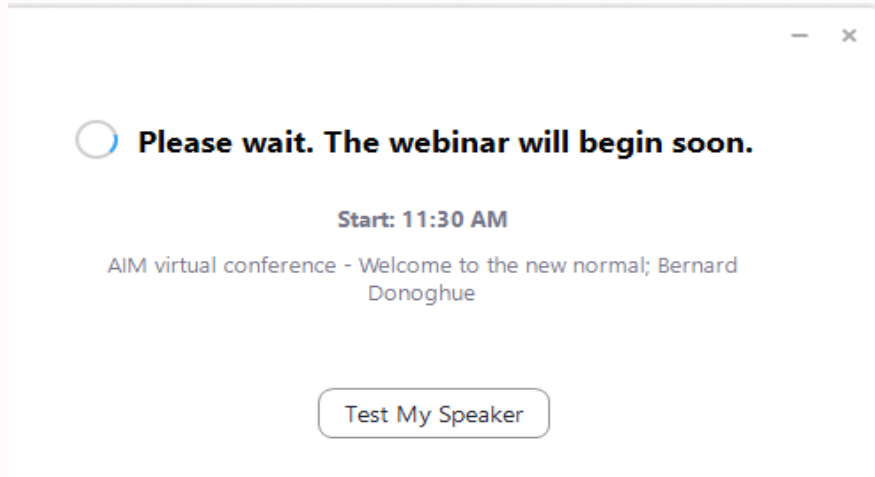 Please wait. The webinar will begin soon.
Start: 11:30 AM
AIM virtual conference - Welcome to the new normal; Bernard
Donoghue
Test My Speaker